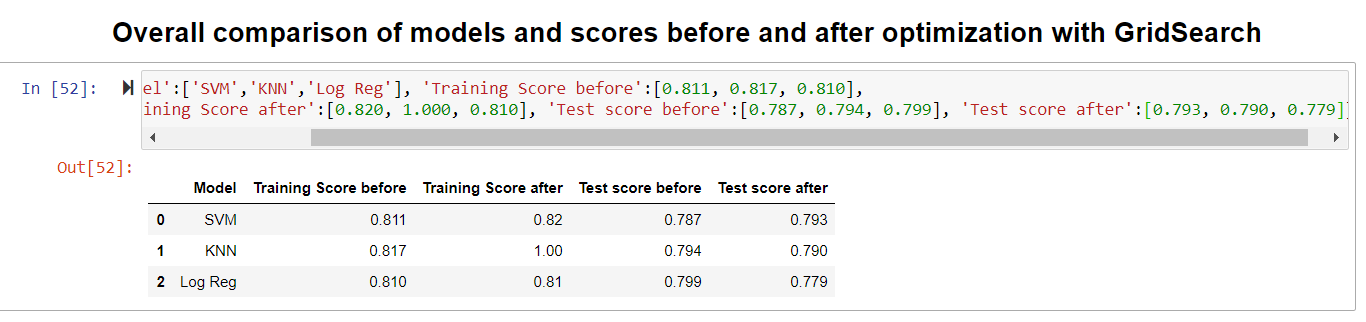 Overall comparison of models and scores before and after optimization with GridSearch
In [52]: el':['SVM','KNN','Log Reg'], 'Training Score before':[0.811, 0.817, 0.810],
ining Score after':[0.820, 1.000, 0.810], 'Test score before':[0.787, 0.794, 0.799], 'Test score after':[0.793, 0.790, 0.779]]
Out[52]:
Model Training Score before Training Score after Test score before Test score after
0 SVM 0.811 0.82 0.787 0.793
1 KNN 0.817 1.00 0.794 0.790
2 Log Reg 0.810 0.81 0.799 0.779